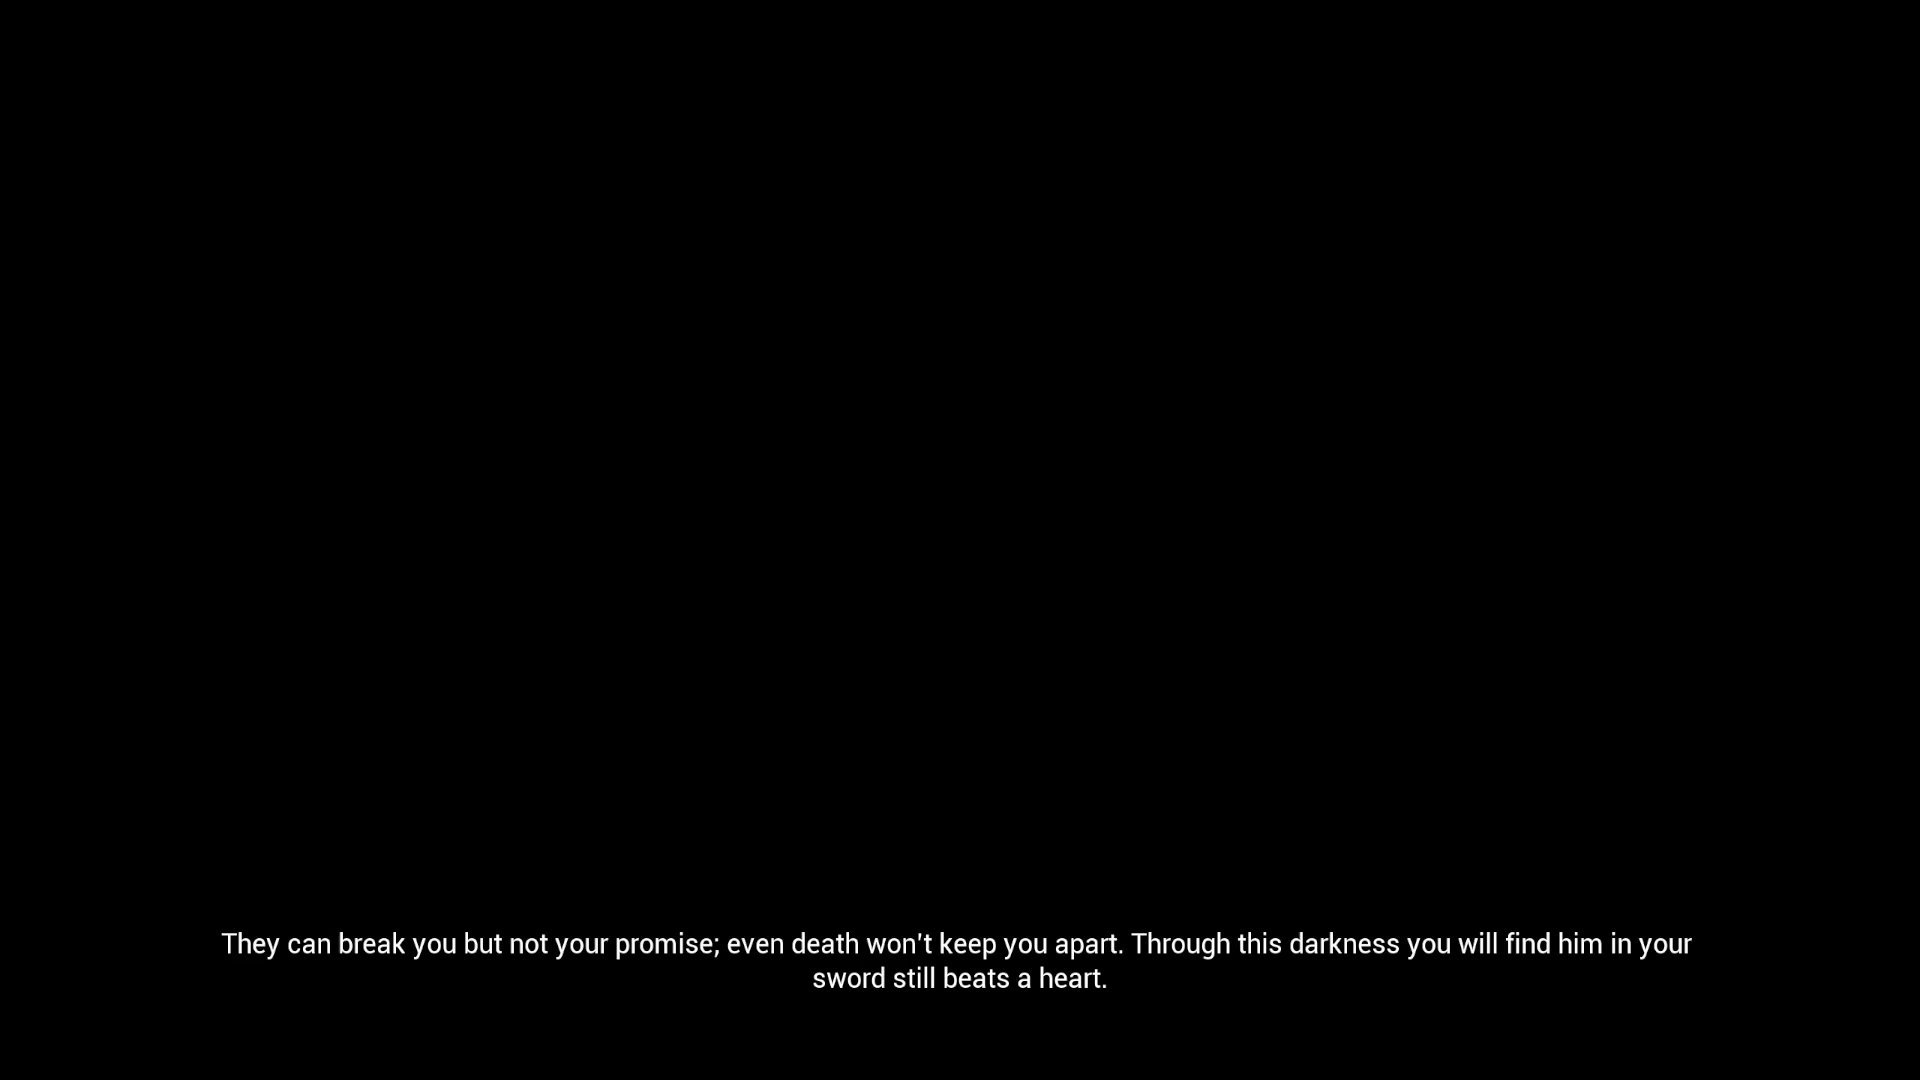 They can break you but not your promise; even death won't keep you apart. Through this darkness you will find him in your
sword still beats a heart.